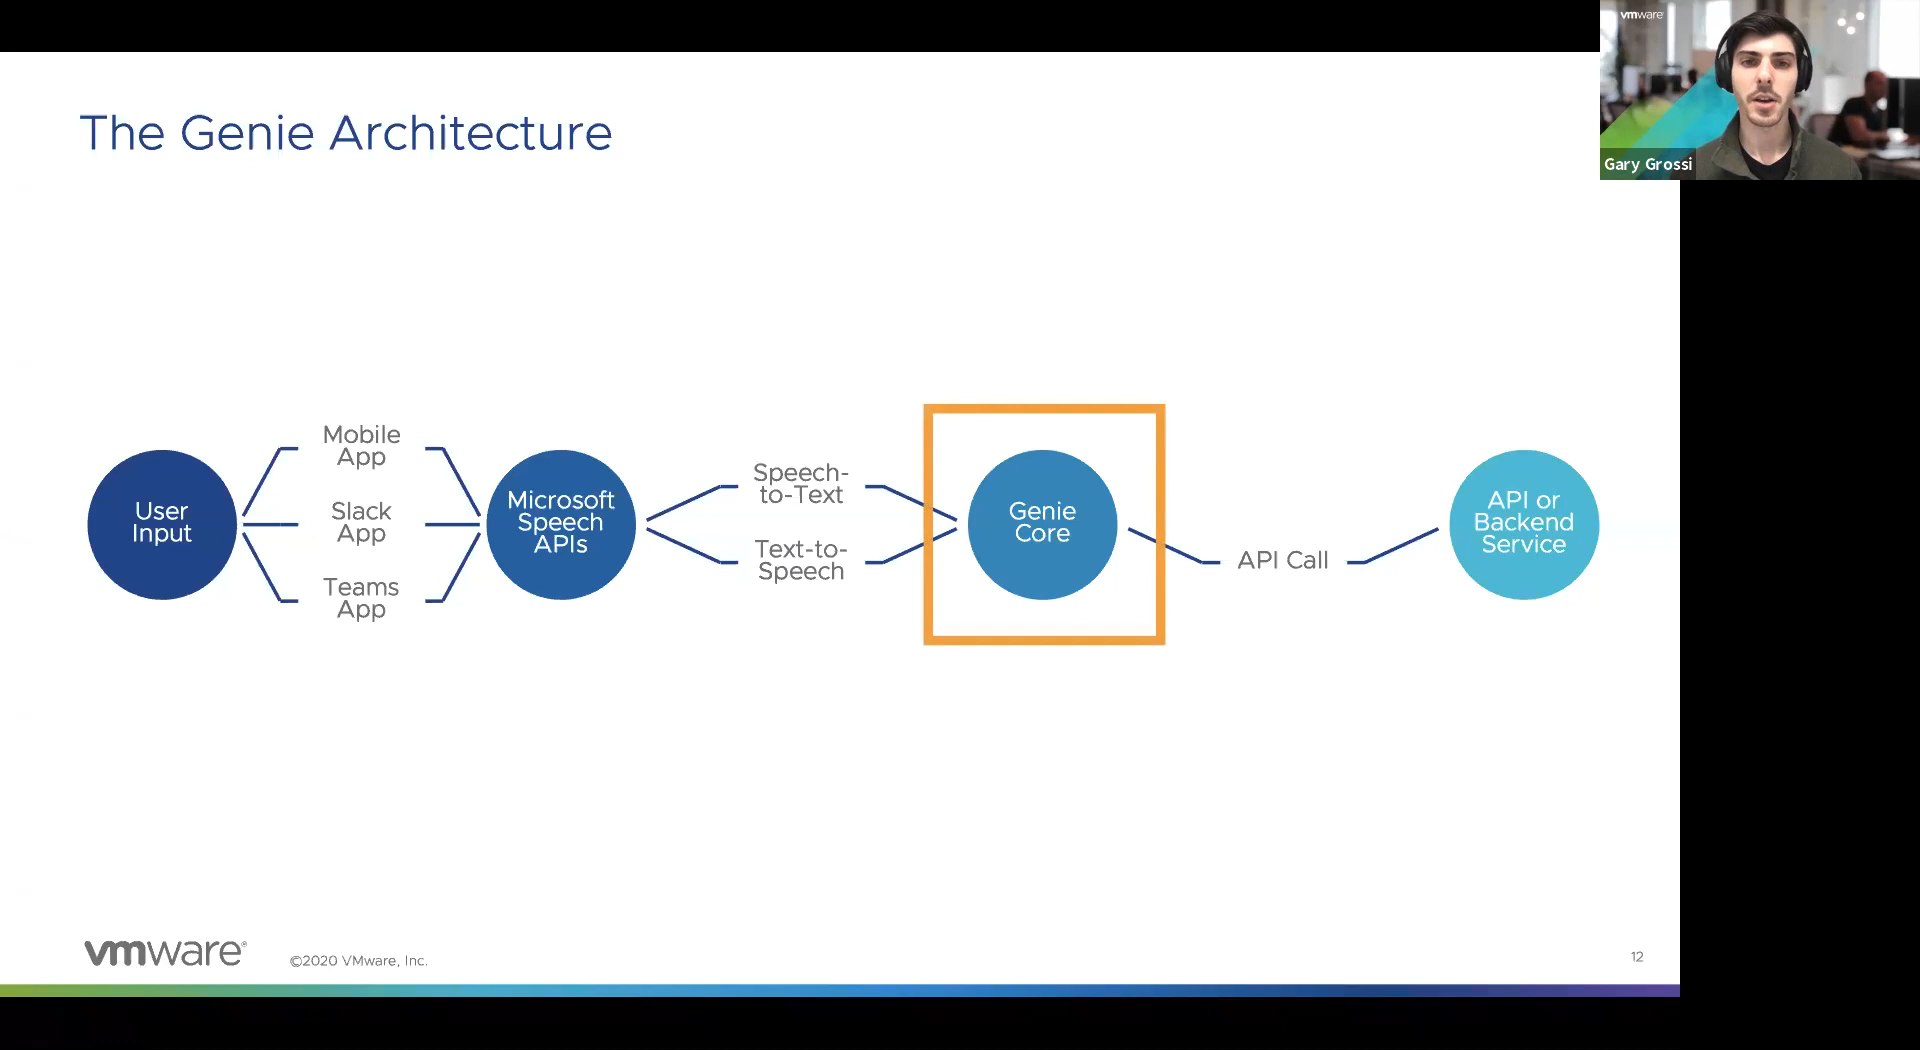 vmware
Gary Grossi
The Genie Architecture
User
Input
Mobile
App
Slack
App
Teams
App
Microsoft
Speech
APIs
Speech-
to-Text
Text-to-
Speech
Genie
Core
API Call
API or
Backend
Service
vmware®
©2020 VMware, Inc.
12